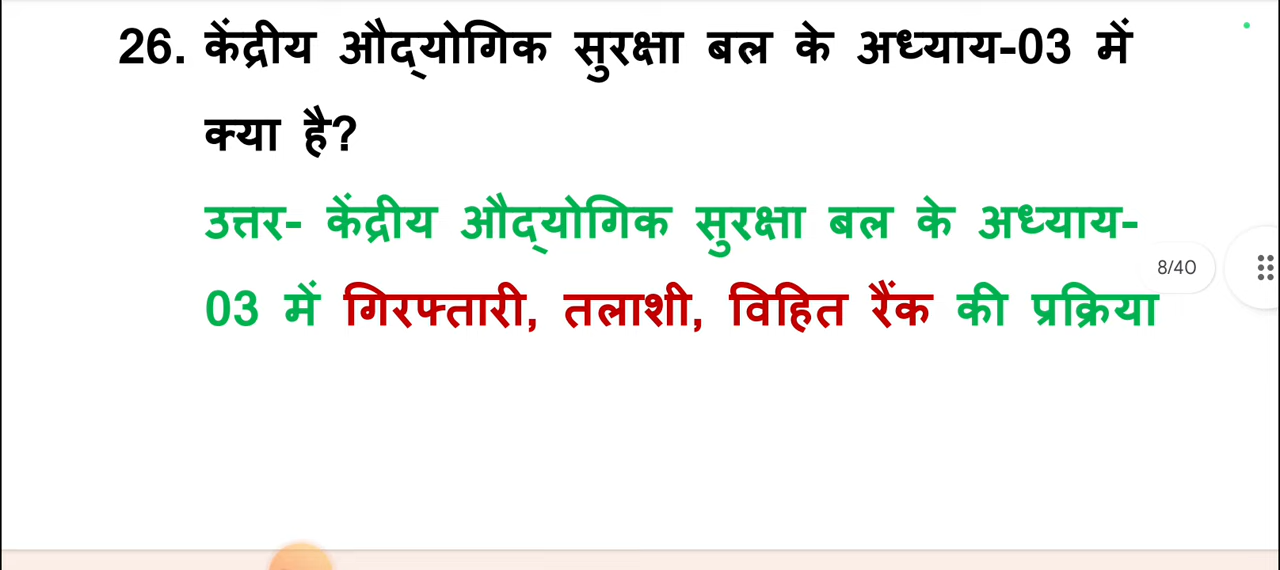 26. केंद्रीय औद्योगिक सुरक्षा बल के अध्याय-03 में
क्या है?
उत्तर- केंद्रीय औद्योगिक सुरक्षा बल के अध्याय-
8/40
03 में गिरफ्तारी, तलाशी, विहित रैंक की प्रक्रिया